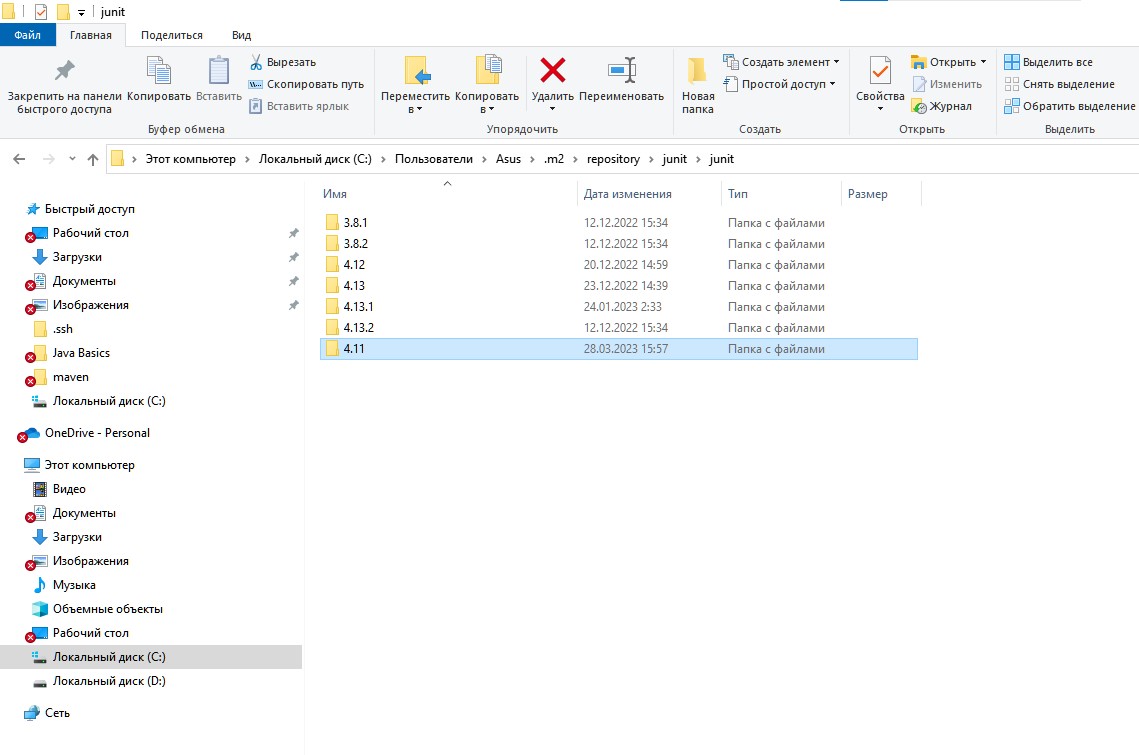 junit
Файл Главная Поделиться Вид
Закрепить на панели быстрого доступа
Копировать
Вставить
Вырезать
Скопировать путь
Вставить ярлык
Буфер обмена
Переместить в
Копировать в
Удалить
Переименовать
Упорядочить
Новая папка
Создать элемент
Простой доступ
Создать
Свойства
Открыть
Изменить
Журнал
Открыть
Выделить все
Снять выделение
Обратить выделение
Выделить
Этот компьютер > Локальный диск (C:) > Пользователи > Asus > .m2 > repository > junit > junit
Быстрый доступ
Рабочий стол
Загрузки
Документы
Изображения
.ssh
Java Basics
maven
Локальный диск (C:)
OneDrive - Personal
Этот компьютер
Видео
Документы
Загрузки
Изображения
Музыка
Объемные объекты
Рабочий стол
Локальный диск (C:)
Локальный диск (D:)
Сеть
Имя Дата изменения Тип Размер
3.8.1 12.12.2022 15:34 Папка с файлами
3.8.2 12.12.2022 15:34 Папка с файлами
4.12 20.12.2022 14:59 Папка с файлами
4.13 23.12.2022 14:39 Папка с файлами
4.13.1 24.01.2023 2:33 Папка с файлами
4.13.2 12.12.2022 15:34 Папка с файлами
4.11 28.03.2023 15:57 Папка с файлами